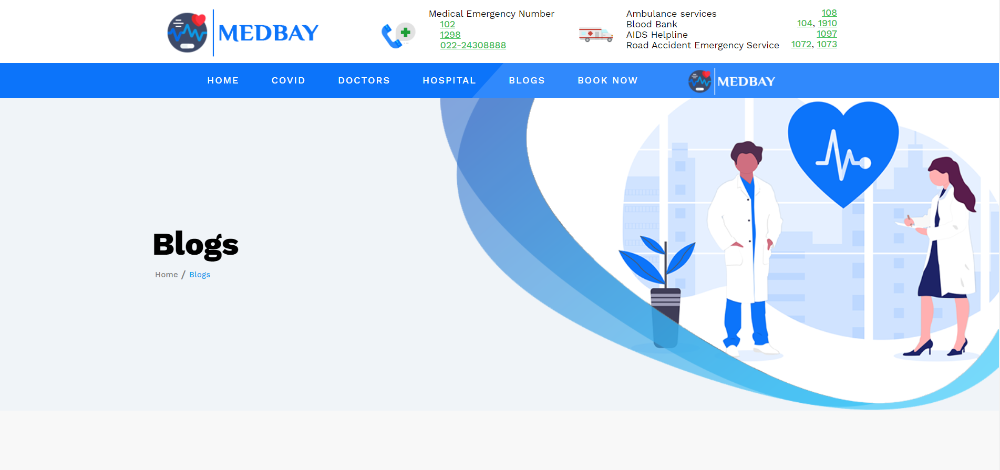 MEDBAY
Medical Emergency Number
102
1298
022-24308888
Ambulance services 108
Blood Bank 104, 1910
AIDS Helpline 1097
Road Accident Emergency Service 1072, 1073
HOME COVID DOCTORS HOSPITAL BLOGS BOOK NOW MEDBAY
Blogs
Home / Blogs